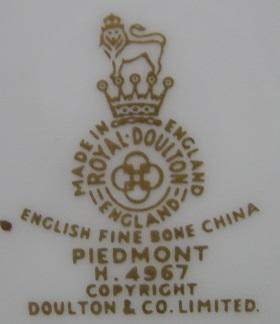 MADE IN ENGLAND
ROYAL·DOULTON
ENGLAND
ENGLISH FINE BONE CHINA
PIEDMONT
H. 4967
COPYRIGHT
DOULTON & CO. LIMITED.